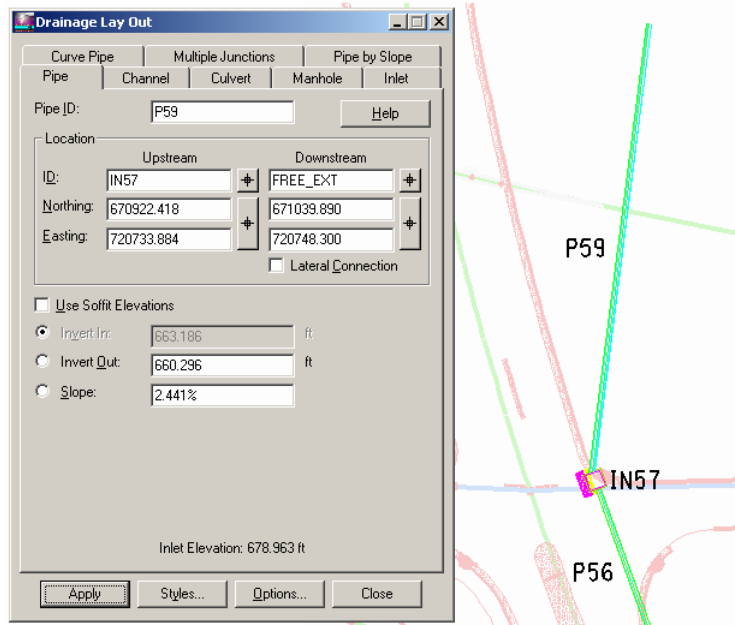 Drainage Lay Out
Curve Pipe Multiple Junctions Pipe by Slope
Pipe Channel Culvert Manhole Inlet
Pipe ID: P59 Help
Location
Upstream Downstream
ID: IN57 FREE_EXT
Northing: 670922.418 671039.890
Easting: 720733.884 720748.300
Lateral Connection
Use Soffit Elevations
Invert In: 663.186 ft
Invert Out: 660.296 ft
Slope: 2.441%
Inlet Elevation: 678.963 ft
Apply Styles... Options... Close
P59
IN57
P56